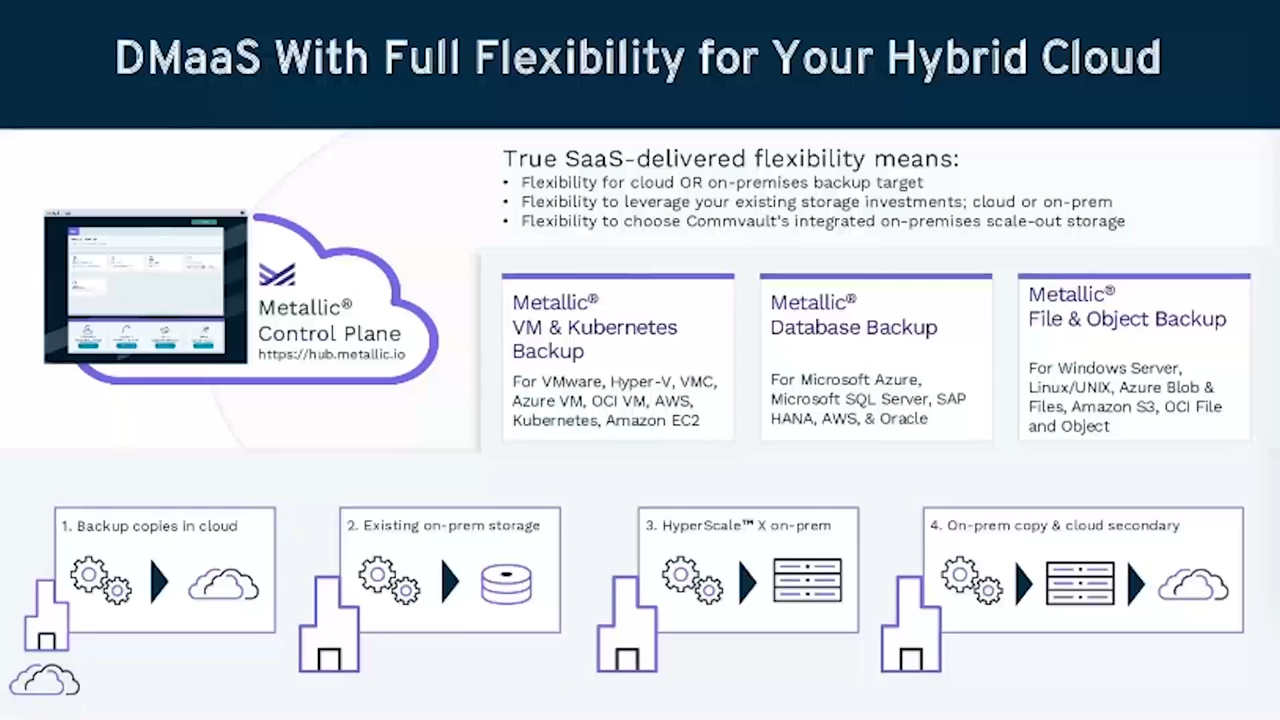 DMaaS With Full Flexibility for Your Hybrid Cloud
True SaaS-delivered flexibility means:
• Flexibility for cloud OR on-premises backup target
• Flexibility to leverage your existing storage investments; cloud or on-prem
• Flexibility to choose Commvault's integrated on-premises scale-out storage
Metallic®
Control Plane
https://hub.metallic.io
Metallic®
VM & Kubernetes
Backup
For VMware, Hyper-V, VMC,
Azure VM, OCI VM, AWS,
Kubernetes, Amazon EC2
Metallic®
Database Backup
For Microsoft Azure,
Microsoft SQL Server, SAP
HANA, AWS, & Oracle
Metallic®
File & Object Backup
For Windows Server,
Linux/UNIX, Azure Blob &
Files, Amazon S3, OCI File
and Object
1. Backup copies in cloud
2. Existing on-prem storage
3. HyperScale™ X on-prem
4. On-prem copy & cloud secondary